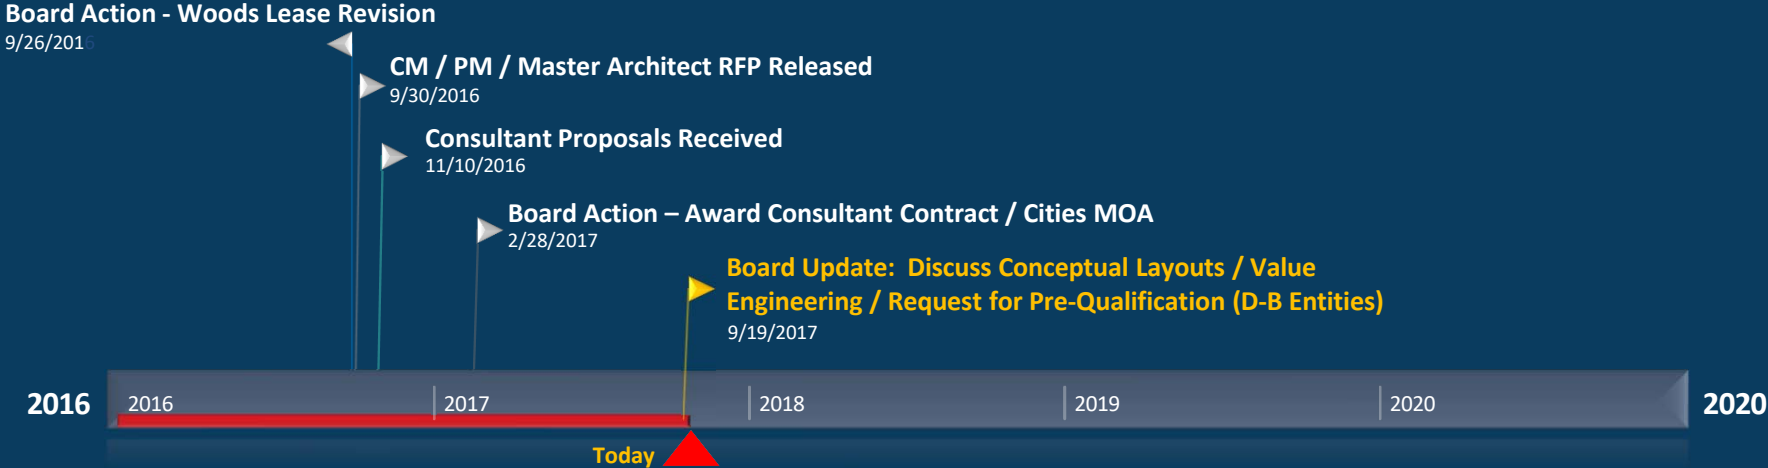 Board Action - Woods Lease Revision
9/26/2016
CM / PM / Master Architect RFP Released
9/30/2016
Consultant Proposals Received
11/10/2016
Board Action – Award Consultant Contract / Cities MOA
2/28/2017
Board Update:  Discuss Conceptual Layouts / Value
Engineering / Request for Pre-Qualification (D-B Entities)
9/19/2017
2016 2016 2017 2018 2019 2020 2020
Today